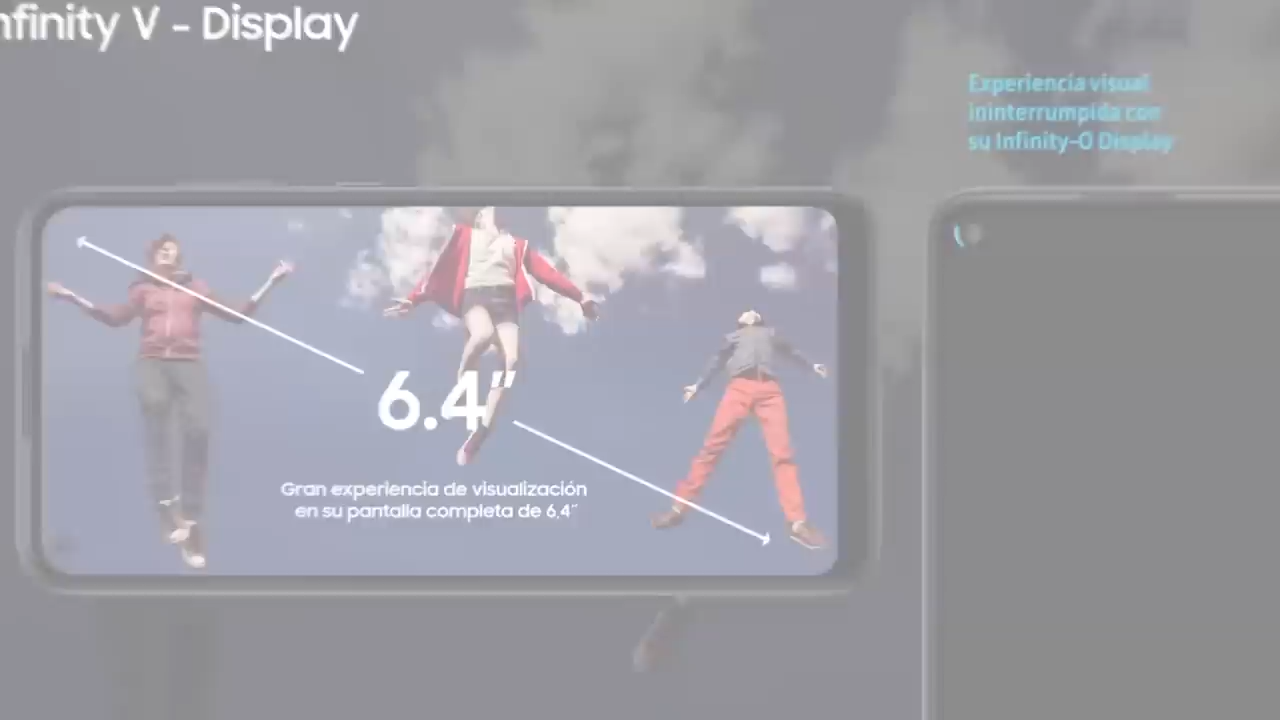 nfinity V - Display
Experiencia visual
ininterrumpida con
su Infinity-O Display
6.4"
Gran experiencia de visualización
en su pantalla completa de 6,4"